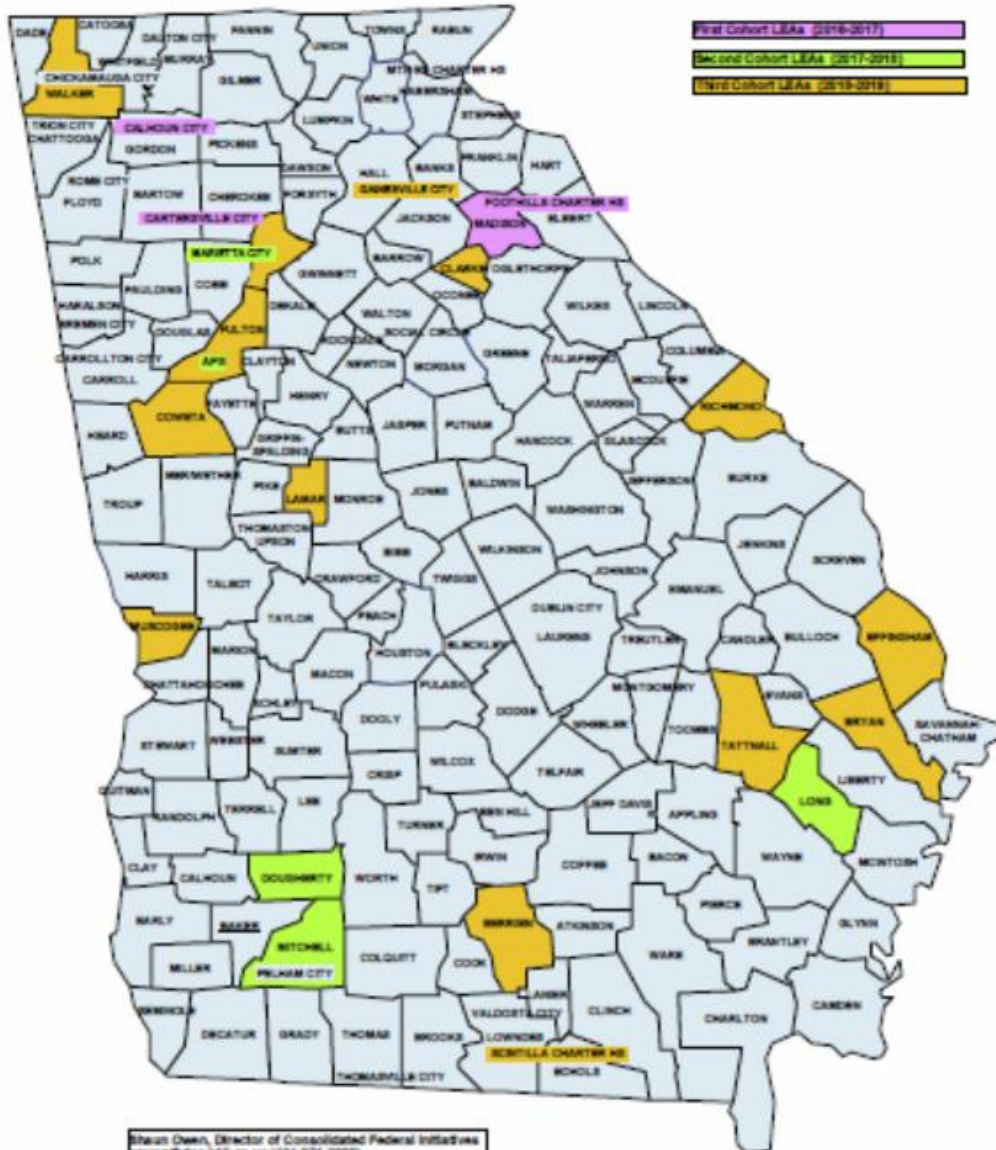 First Cohort LEAs (2016-2017)
Second Cohort LEAs (2017-2018)
Third Cohort LEAs (2018-2019)
DADE
CATOOSA
DALTON CITY
MURRAY
FANNIN
UNION
TOWNS
RABUN
CHICKAMAUGA CITY
WALKER
GILMER
WHITE
HABERSHAM
CHARTER HS
LUMPKIN
STEPHENS
TRION CITY
CHATTOOGA
CALHOUN CITY
GORDON
PICKENS
DAWSON
HALL
BANKS
FRANKLIN
HART
ROME CITY
FLOYD
BARTOW
CHEROKEE
FORSYTH
GAINESVILLE CITY
JACKSON
MADISON
FOOTHILLS CHARTER HS
ELBERT
CARTERSVILLE CITY
MARIETTA CITY
POLK
PAULDING
COBB
GWINNETT
BARROW
CLARKE
OGLETHORPE
OCONEE
WILKES
LINCOLN
HARALSON
BREMEN CITY
DOUGLAS
FULTON
DEKALB
WALTON
SOCIAL CIRCLE
ROCKDALE
NEWTON
MORGAN
GREENE
TALIAFERRO
COLUMBIA
MCDUFFIE
CARROLLTON CITY
CARROLL
APS
CLAYTON
HENRY
WARREN
RICHMOND
HEARD
COWETA
FAYETTE
GRIFFIN-
SPALDING
BUTTS
JASPER
PUTNAM
HANCOCK
GLASCOCK
JEFFERSON
BURKE
TROUP
MERIWETHER
PIKE
LAMAR
MONROE
JONES
BALDWIN
WASHINGTON
THOMASTON
UPSON
BIBB
WILKINSON
JENKINS
SCREVEN
HARRIS
TALBOT
CRAWFORD
TWIGGS
JOHNSON
EMANUEL
TAYLOR
PEACH
DUBLIN CITY
LAURENS
MUSCOGEE
MARION
MACON
HOUSTON
BLECKLEY
TREUTLEN
CANDLER
BULLOCH
EFFINGHAM
CHATTAHOOCHEE
SCHLEY
PULASKI
DODGE
MONTGOMERY
EVANS
STEWART
WEBSTER
SUMTER
DOOLY
WILCOX
WHEELER
TOOMBS
TATTNALL
BRYAN
SAVANNAH-
CHATHAM
QUITMAN
RANDOLPH
TERRELL
LEE
CRISP
TELFAIR
LIBERTY
LONG
TURNER
BEN HILL
JEFF DAVIS
APPLING
CLAY
CALHOUN
DOUGHERTY
WORTH
TIFT
IRWIN
COFFEE
BACON
WAYNE
MCINTOSH
EARLY
BAKER
MITCHELL
PELHAM CITY
COLQUITT
COOK
BERRIEN
ATKINSON
WARE
PIERCE
BRANTLEY
GLYNN
MILLER
LANIER
CLINCH
SEMINOLE
DECATUR
GRADY
THOMAS
BROOKS
VALDOSTA CITY
LOWNDES
SCINTILLA CHARTER HS
ECHOLS
CHARLTON
CAMDEN
THOMASVILLE CITY
Shaun Owen, Director of Consolidated Federal Initiatives